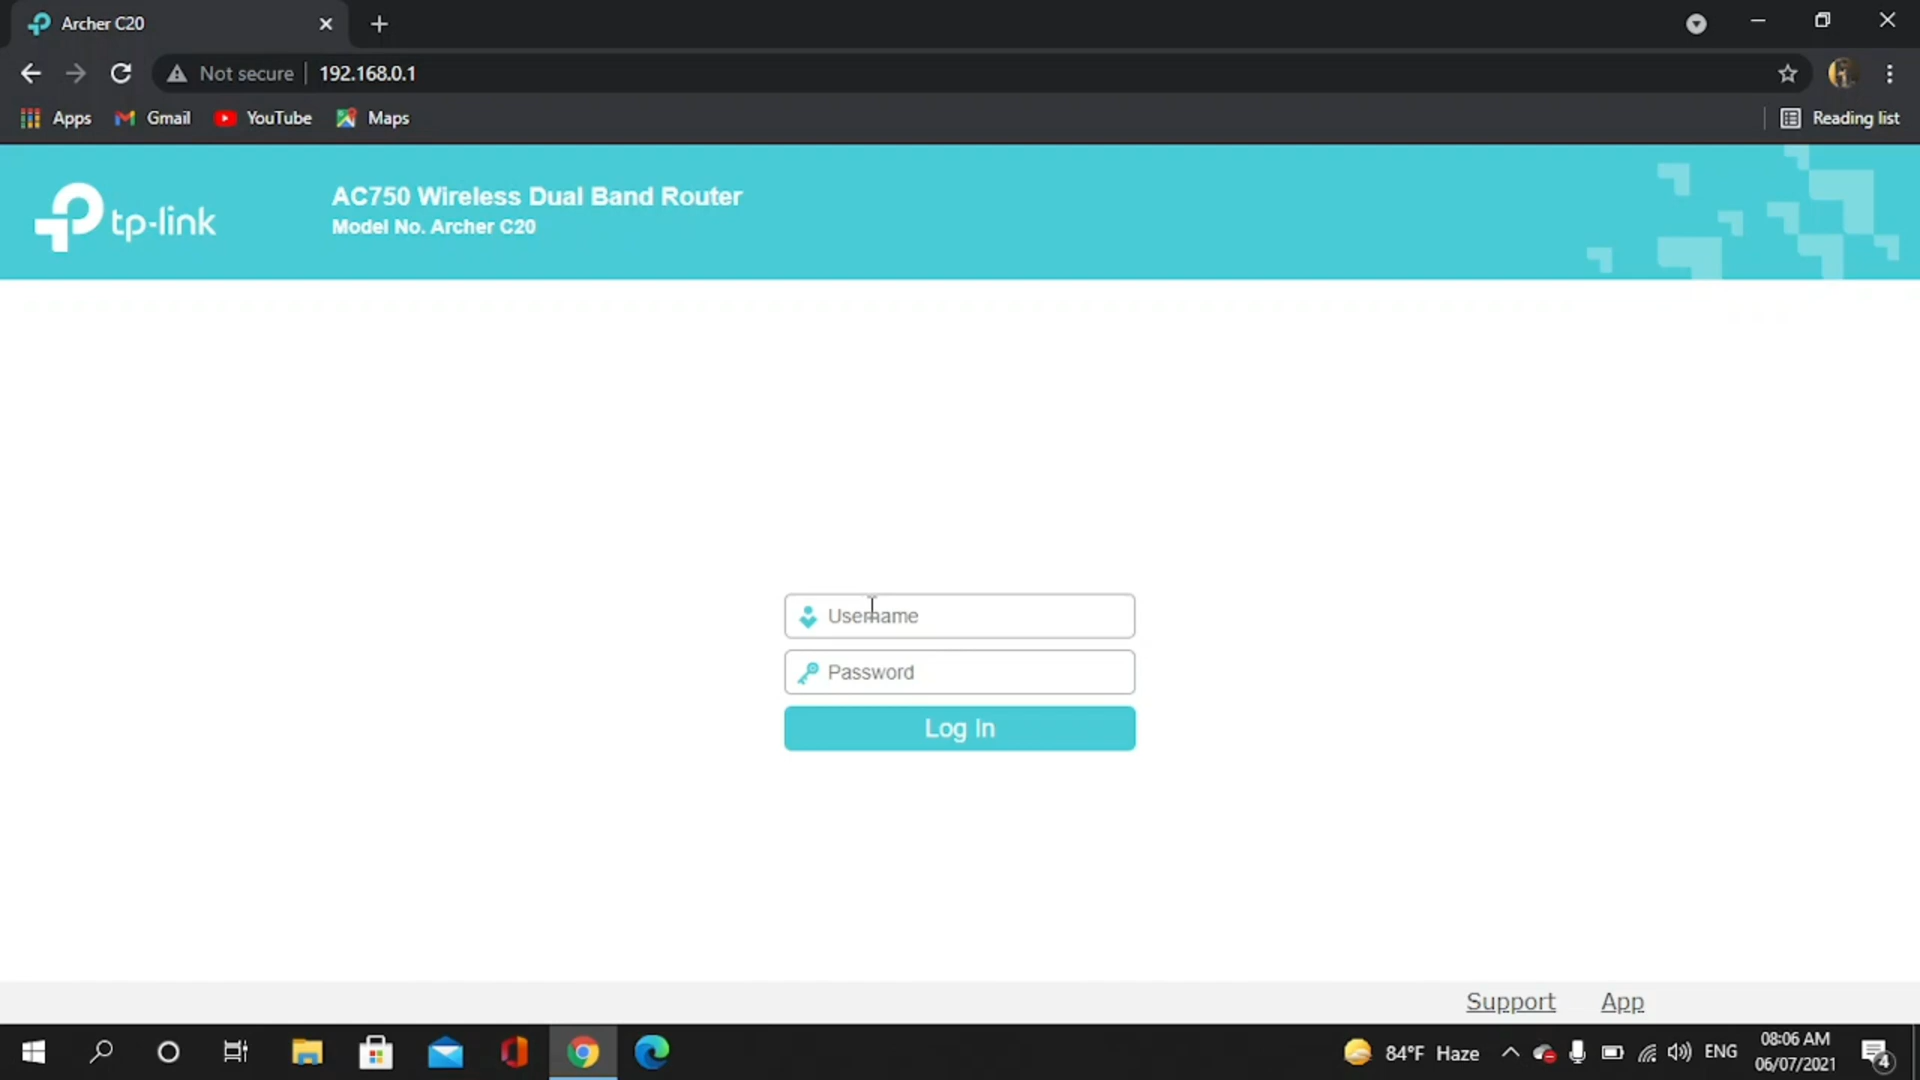 Archer C20
Not secure
192.168.0.1
Apps
Gmail
YouTube
Maps
Reading list
tp-link
AC750 Wireless Dual Band Router
Model No. Archer C20
Username
Password
Log In
Support
App
84°F Haze
ENG
08:06 AM
06/07/2021
4